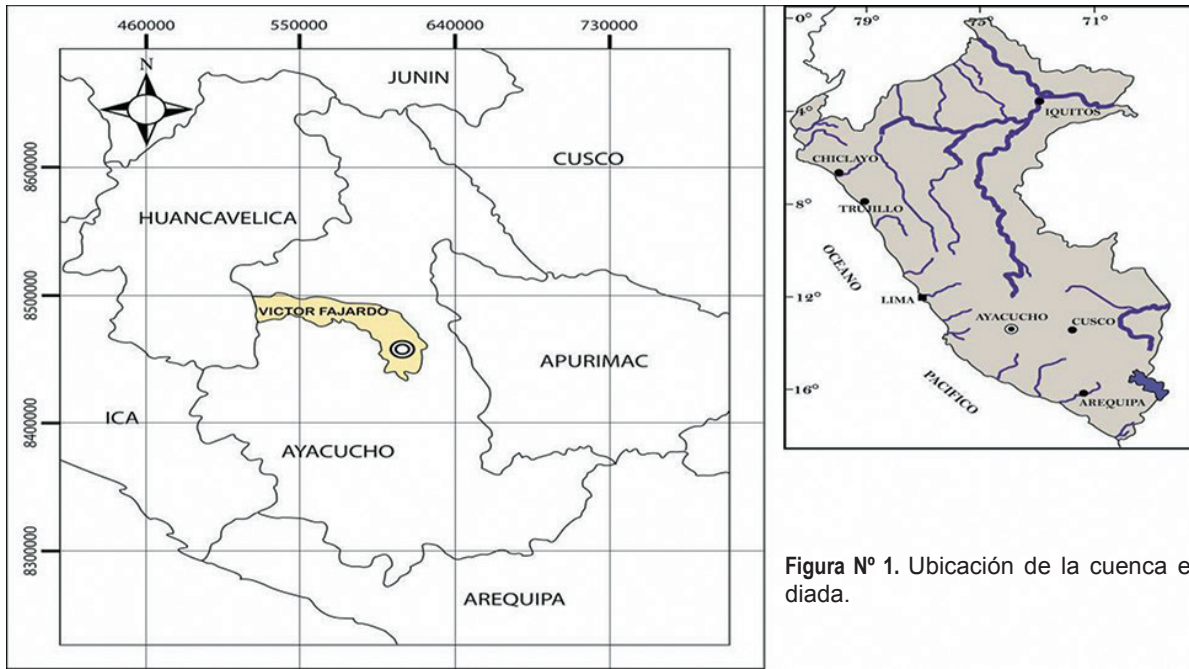 460000 5500000 640000 730000
N
JUNIN
CUSCO
8600000
HUANCAVELICA
8500000
VICTOR FAJARDO
APURIMAC
ICA
8400000
AYACUCHO
8300000
AREQUIPA
0° 79 75 71
4°
IQUITOS
CHICLAYO
8°
TRUJILLO
OCEANO
LIMA
12°
AYACUCHO
CUSCO
PACIFICO
16°
AREQUIPA
Figura Nº 1. Ubicación de la cuenca e
diada.